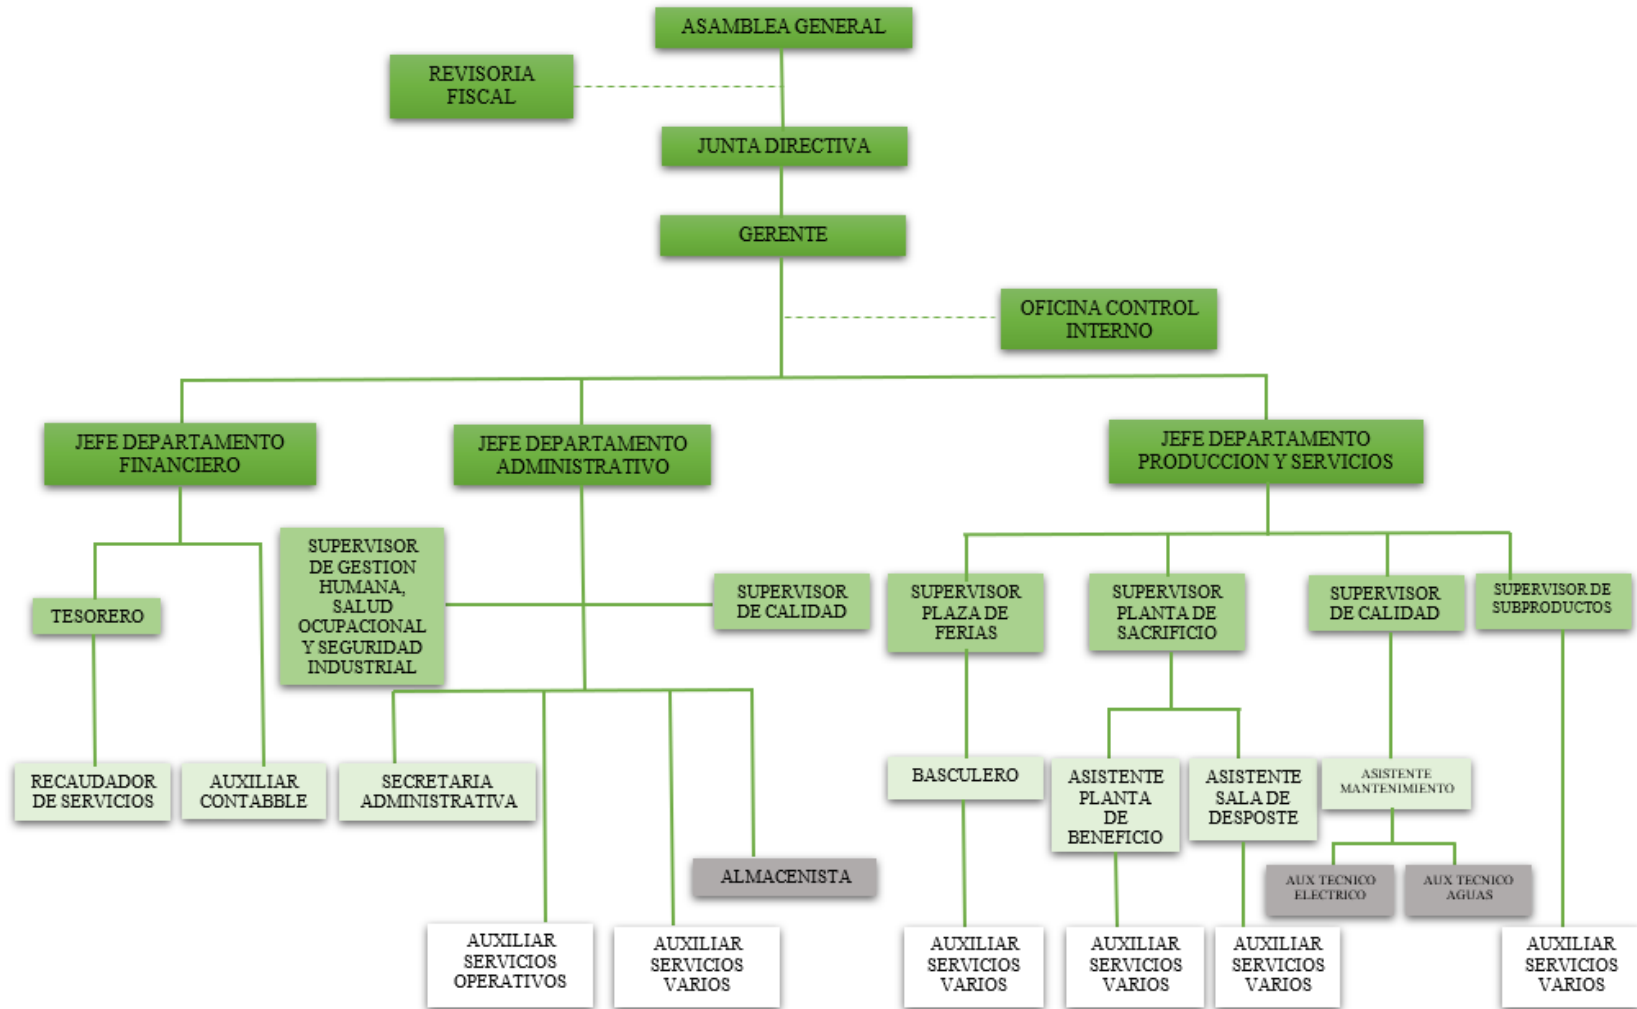 ASAMBLEA GENERAL
REVISORIA
FISCAL
JUNTA DIRECTIVA
GERENTE
OFICINA CONTROL
INTERNO
JEFE DEPARTAMENTO
FINANCIERO
JEFE DEPARTAMENTO
ADMINISTRATIVO
JEFE DEPARTAMENTO
PRODUCCION Y SERVICIOS
SUPERVISOR
DE GESTION
HUMANA,
SALUD
OCUPACIONAL
Y SEGURIDAD
INDUSTRIAL
SUPERVISOR
DE CALIDAD
TESORERO
SUPERVISOR
PLAZA DE
FERIAS
SUPERVISOR
PLANTA DE
SACRIFICIO
SUPERVISOR
DE CALIDAD
SUPERVISOR DE
SUBPRODUCTOS
RECAUDADOR
DE SERVICIOS
AUXILIAR
CONTABBLE
SECRETARIA
ADMINISTRATIVA
BASCULERO
ASISTENTE
PLANTA
DE
BENEFICIO
ASISTENTE
SALA DE
DESPOSTE
ASISTENTE
MANTENIMIENTO
ALMACENISTA
AUX TECNICO
ELECTRICO
AUX TECNICO
AGUAS
AUXILIAR
SERVICIOS
OPERATIVOS
AUXILIAR
SERVICIOS
VARIOS
AUXILIAR
SERVICIOS
VARIOS
AUXILIAR
SERVICIOS
VARIOS
AUXILIAR
SERVICIOS
VARIOS
AUXILIAR
SERVICIOS
VARIOS